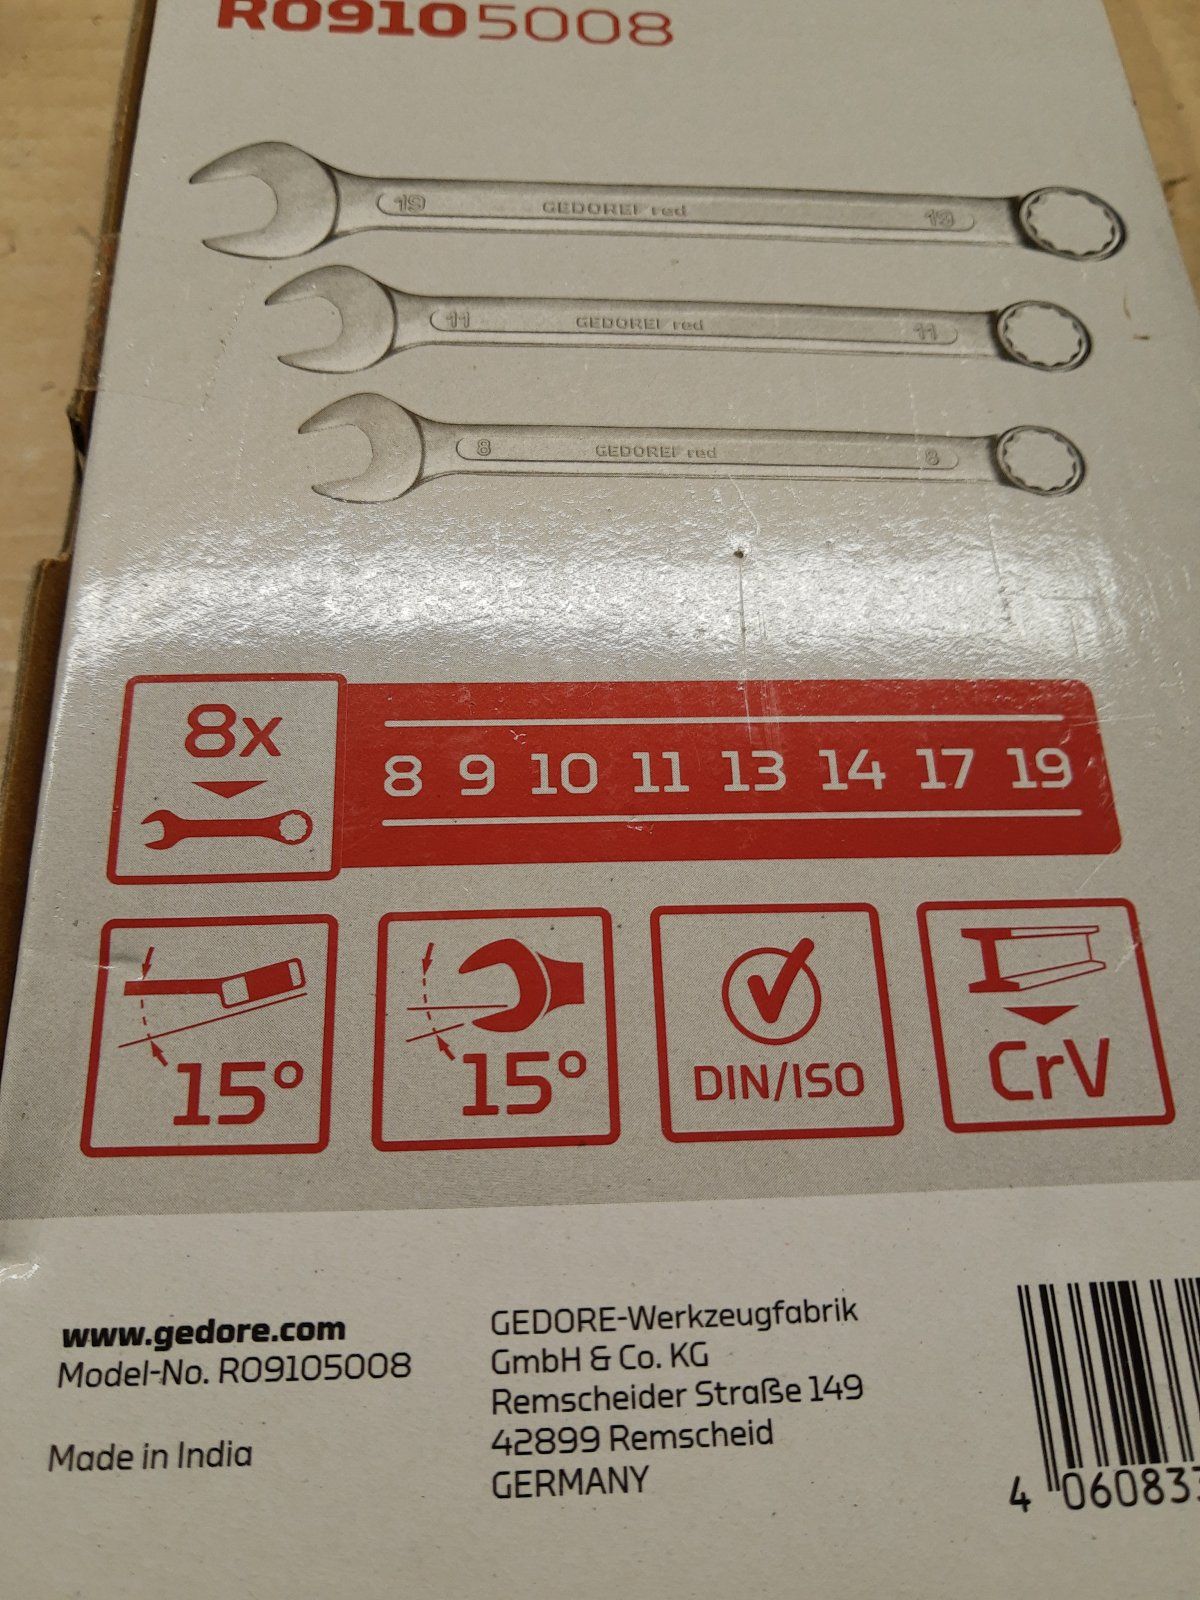 R09105008
19 GEDORE red 19
11 GEDORE red 11
8 GEDORE red 8
8x
8 9 10 11 13 14 17 19
15°
15°
DIN/ISO
CrV
www.gedore.com
Model-No. R09105008
Made in India
GEDORE-Werkzeugfabrik
GmbH & Co. KG
Remscheider Straße 149
42899 Remscheid
GERMANY
4 060833